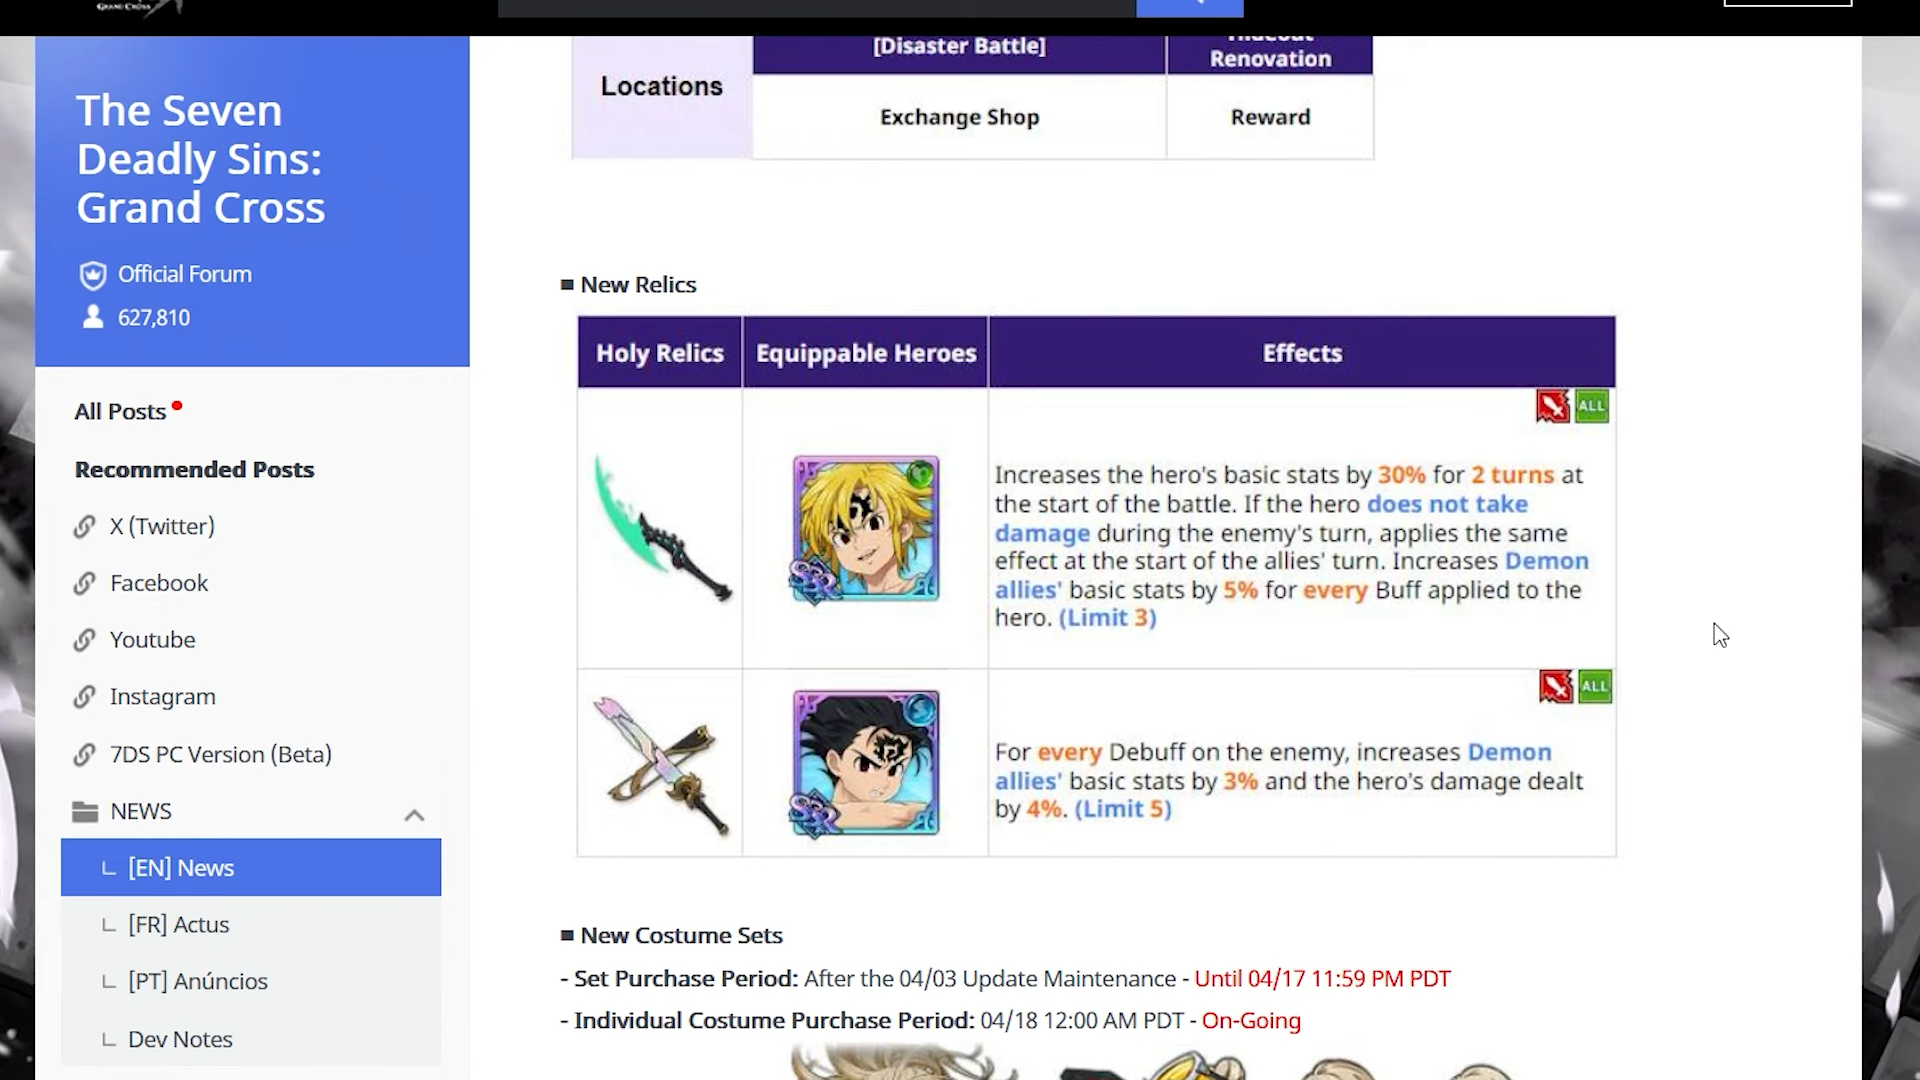 GRAND CROSS
[Disaster Battle]
Hideout
Renovation
Locations
Exchange Shop
Reward
The Seven
Deadly Sins:
Grand Cross
Official Forum
627,810
All Posts
Recommended Posts
X (Twitter)
Facebook
Youtube
Instagram
7DS PC Version (Beta)
NEWS
[EN] News
[FR] Actus
[PT] Anúncios
Dev Notes
■ New Relics
Holy Relics
Equippable Heroes
Effects
ALL
SSR
Increases the hero's basic stats by 30% for 2 turns at
the start of the battle. If the hero does not take
damage during the enemy's turn, applies the same
effect at the start of the allies' turn. Increases Demon
allies' basic stats by 5% for every Buff applied to the
hero. (Limit 3)
ALL
SSR
For every Debuff on the enemy, increases Demon
allies' basic stats by 3% and the hero's damage dealt
by 4%. (Limit 5)
■ New Costume Sets
- Set Purchase Period: After the 04/03 Update Maintenance - Until 04/17 11:59 PM PDT
- Individual Costume Purchase Period: 04/18 12:00 AM PDT - On-Going